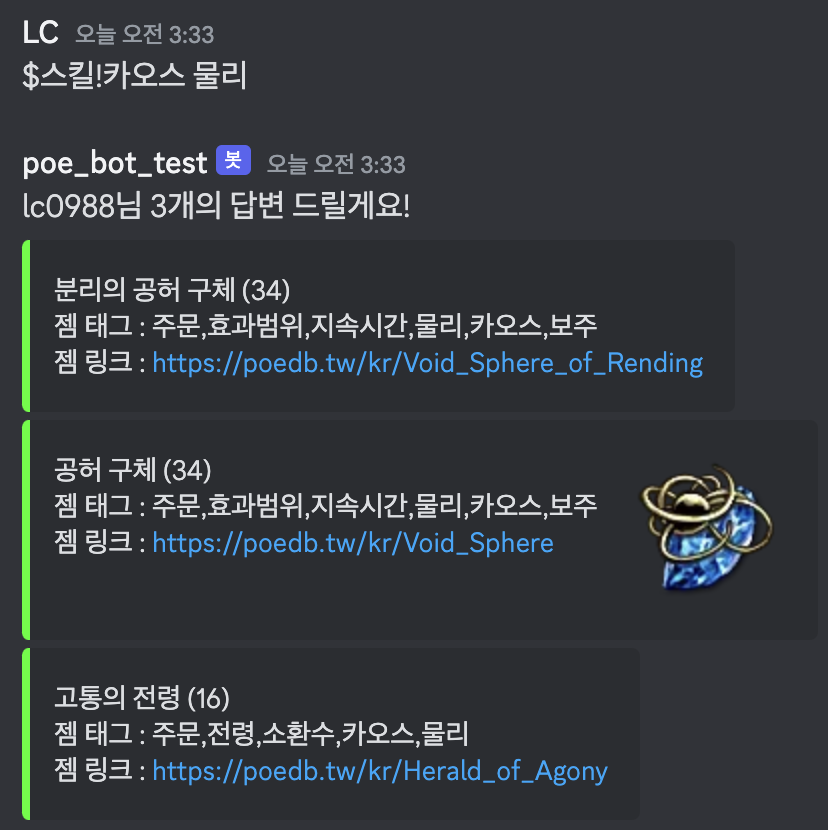 LC 오늘 오전 3:33
$스킬!카오스 물리
poe_bot_test 봇 오늘 오전 3:33
lc0988님 3개의 답변 드릴게요!
분리의 공허 구체 (34)
젬 태그 : 주문,효과범위,지속시간,물리,카오스,보주
젬 링크 : https://poedb.tw/kr/Void_Sphere_of_Rending
공허 구체 (34)
젬 태그 : 주문,효과범위,지속시간,물리,카오스,보주
젬 링크 : https://poedb.tw/kr/Void_Sphere
고통의 전령 (16)
젬 태그 : 주문,전령,소환수,카오스,물리
젬 링크 : https://poedb.tw/kr/Herald_of_Agony